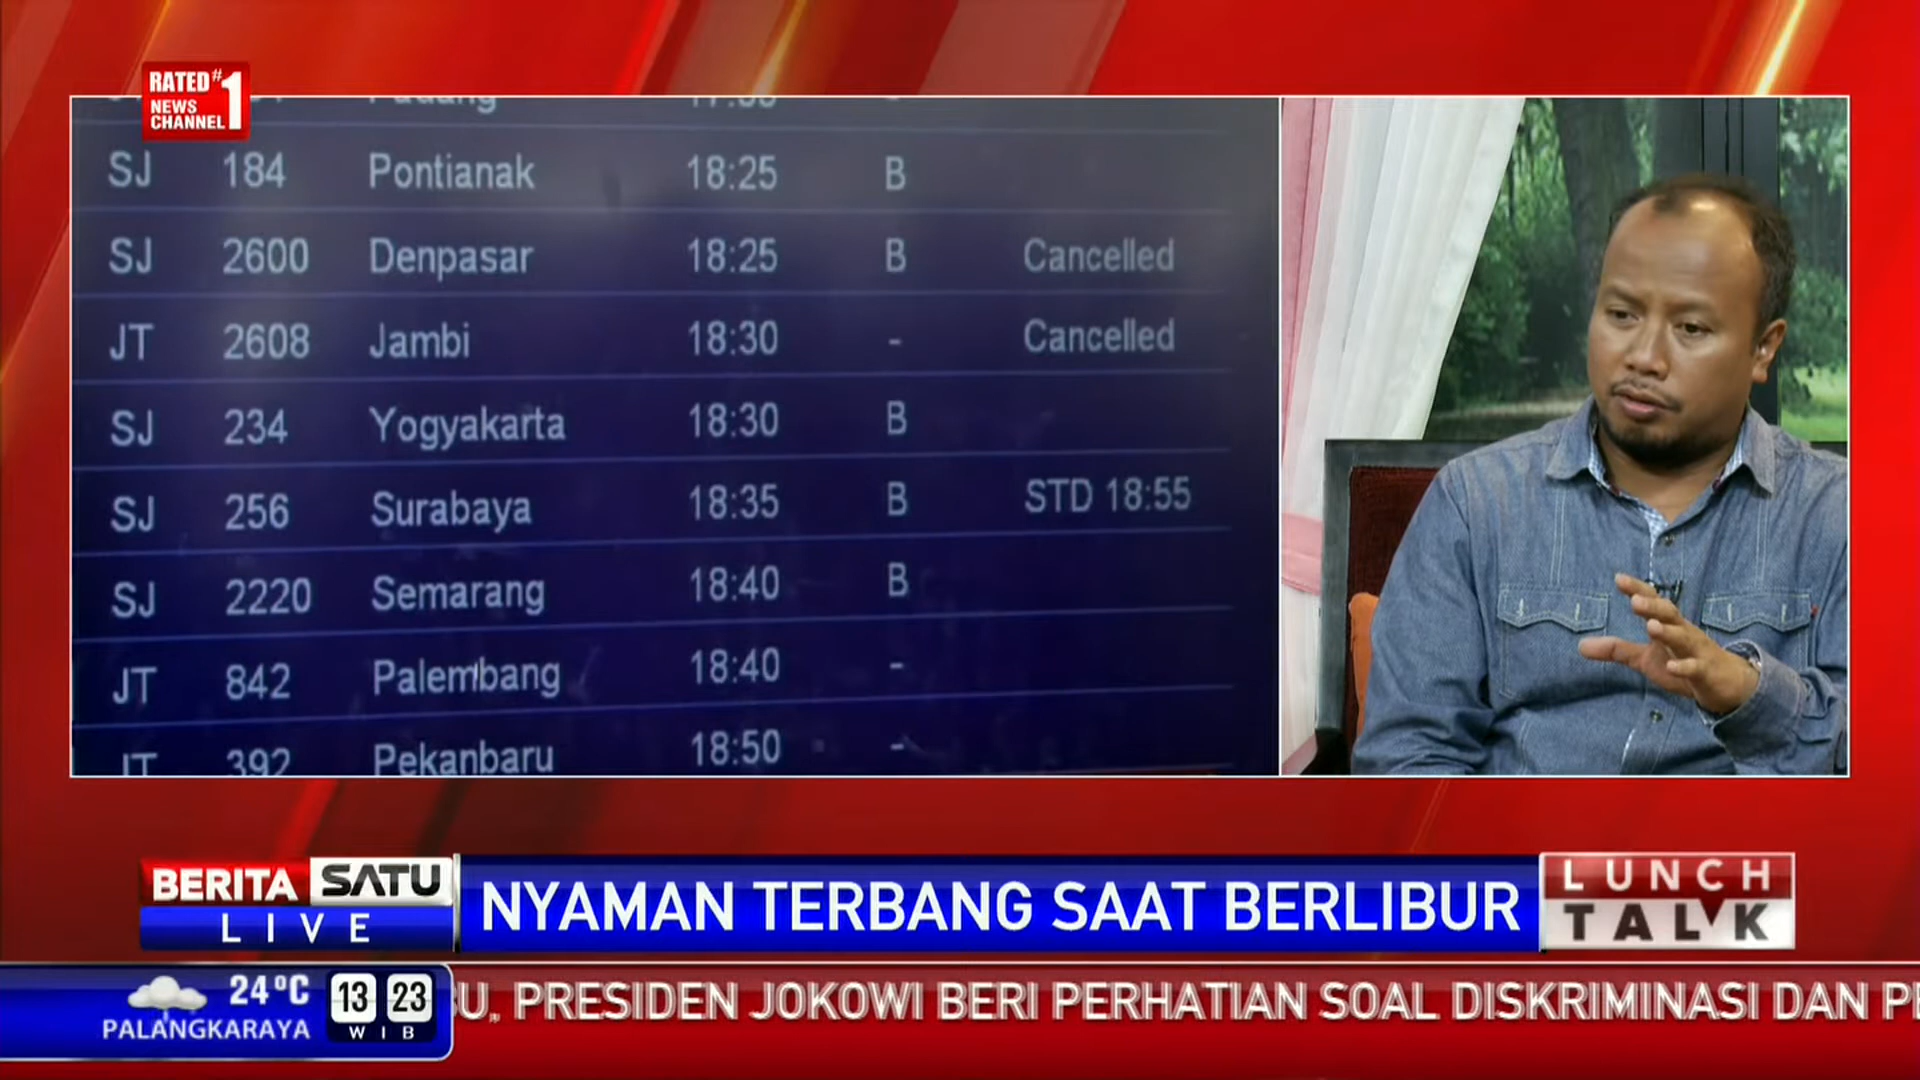 RATED #1
NEWS
CHANNEL
Padang
SJ 184 Pontianak 18:25 B
SJ 2600 Denpasar 18:25 B Cancelled
JT 2608 Jambi 18:30 - Cancelled
SJ 234 Yogyakarta 18:30 B
SJ 256 Surabaya 18:35 B STD 18:55
SJ 2220 Semarang 18:40 B
JT 842 Palembang 18:40 -
JT 392 Pekanbaru 18:50 -
BERITA SATU
LIVE
NYAMAN TERBANG SAAT BERLIBUR
LUNCH
TALK
24°C
PALANGKARAYA
13 23
WIB
BU, PRESIDEN JOKOWI BERI PERHATIAN SOAL DISKRIMINASI DAN